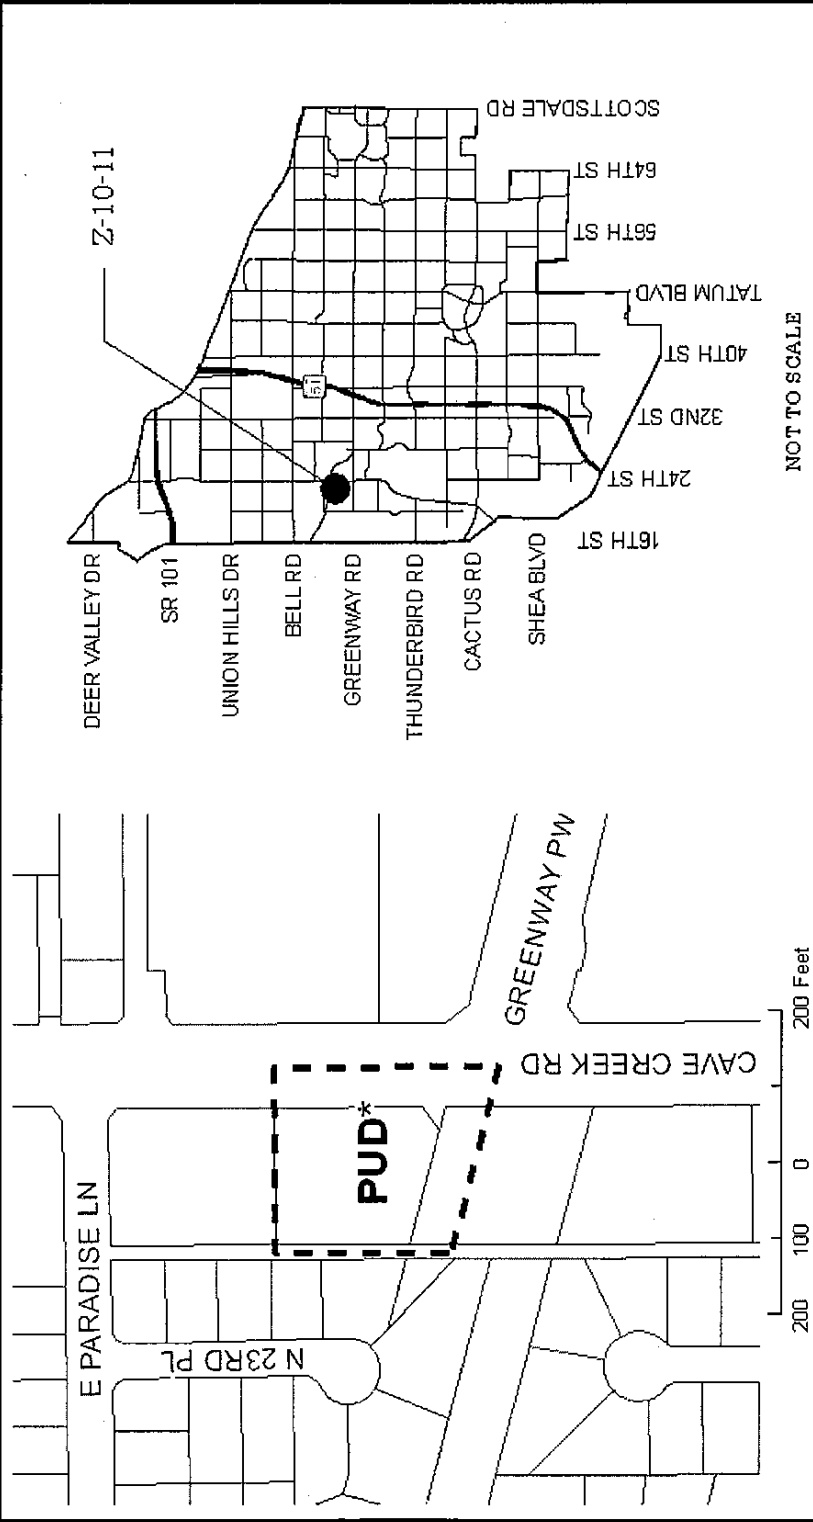 E PARADISE LN
N 23RD PL
PUD*
GREENWAY PW
CAVE CREEK RD
200
100
0
200 Feet
Z-10-11
DEER VALLEY DR
SR 101
UNION HILLS DR
BELL RD
GREENWAY RD
THUNDERBIRD RD
CACTUS RD
SHEA BLVD
51
16TH ST
24TH ST
32ND ST
40TH ST
TATUM BLVD
56TH ST
64TH ST
SCOTTSDALE RD
NOT TO SCALE